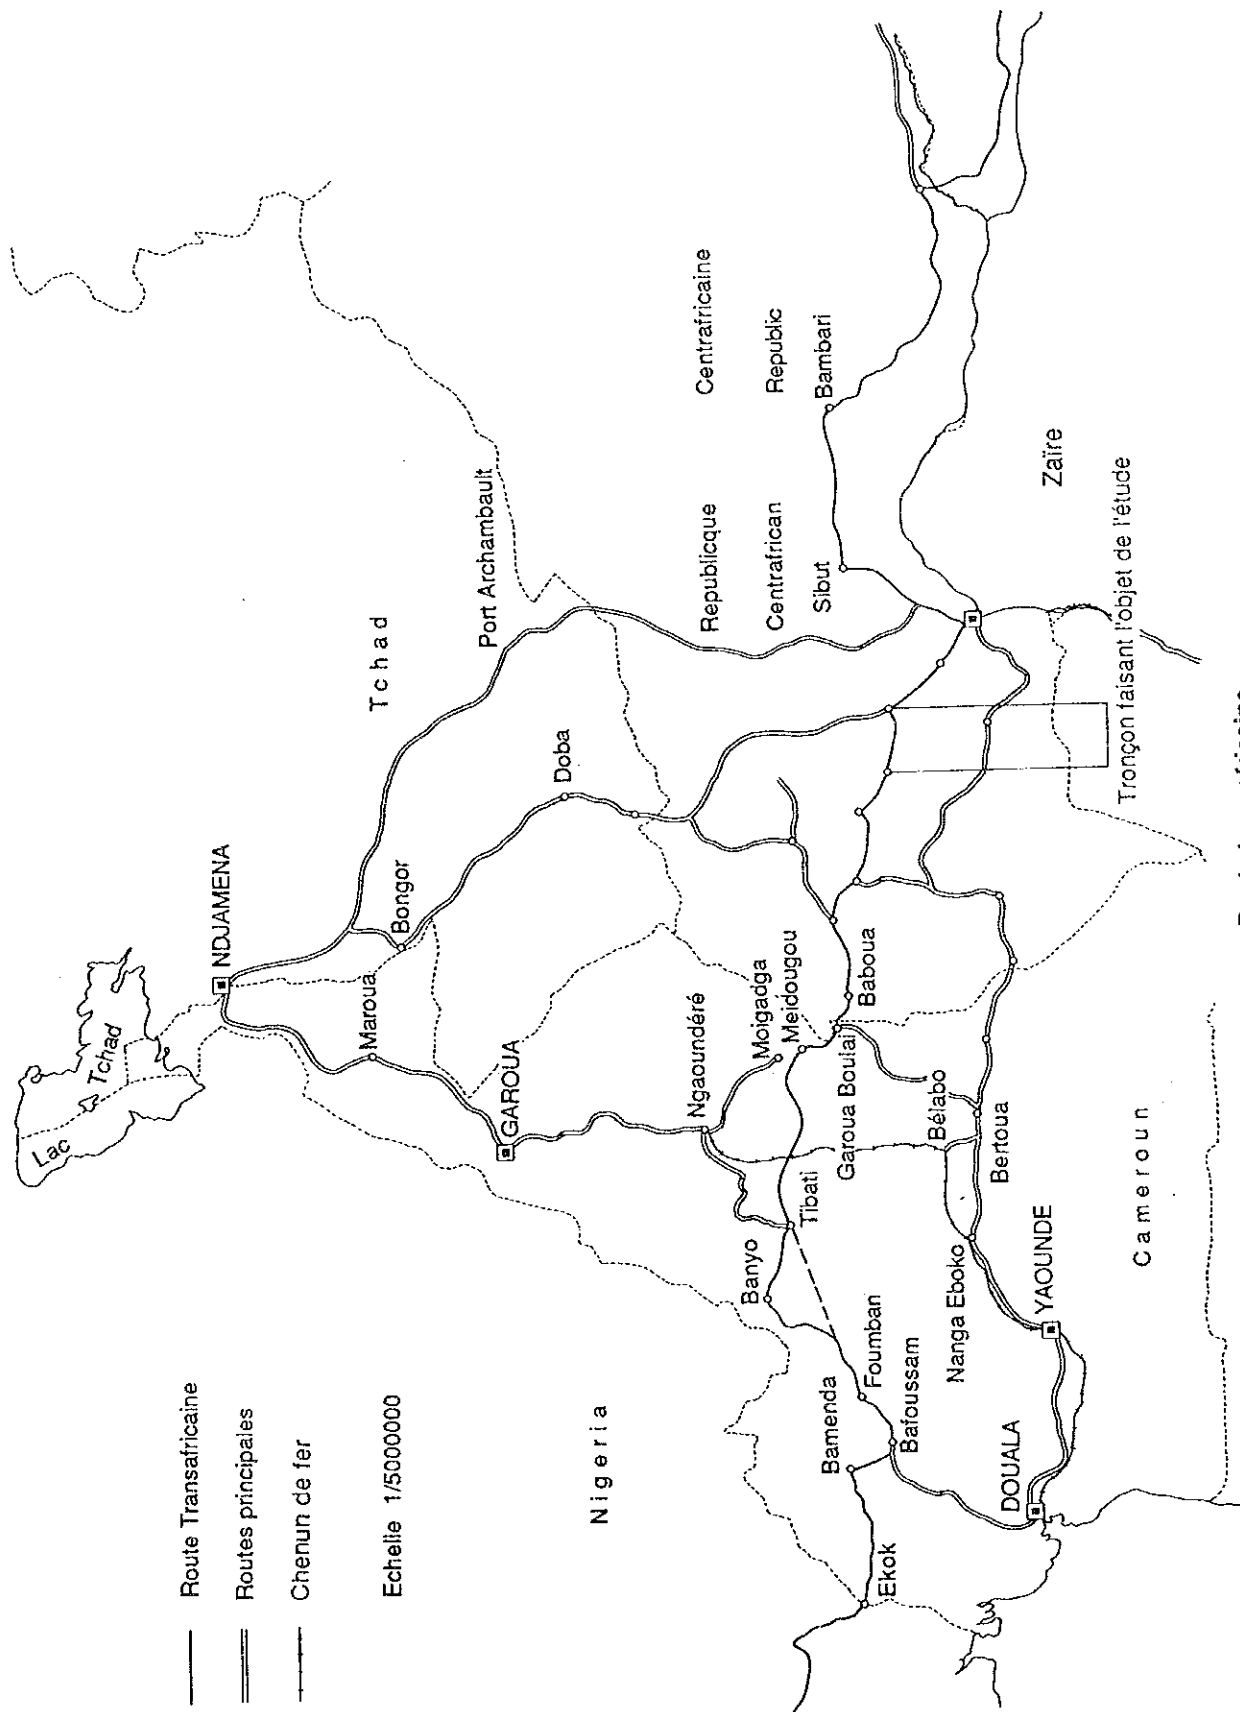 Route Transafricaine
Routes principales
Chenun de fer
Echelle 1/5000000
Lac
Tchad
NDJAMENA
Maroua
Bongor
GAROUA
Doba
Tchad
Port Archambault
Nigeria
Ngaoundéré
Moigadga
Meidougou
Baboua
Banyo
Tibati
Garoua Boulai
Bélabo
Bertoua
Bamenda
Foumban
Bafoussam
Nanga Eboko
YAOUNDE
DOUALA
Ekok
Cameroun
Republicque Centrafricaine
Centrafrican Republic
Sibut
Bambari
Zaïre
Tronçon faisant l'objet de l'étude